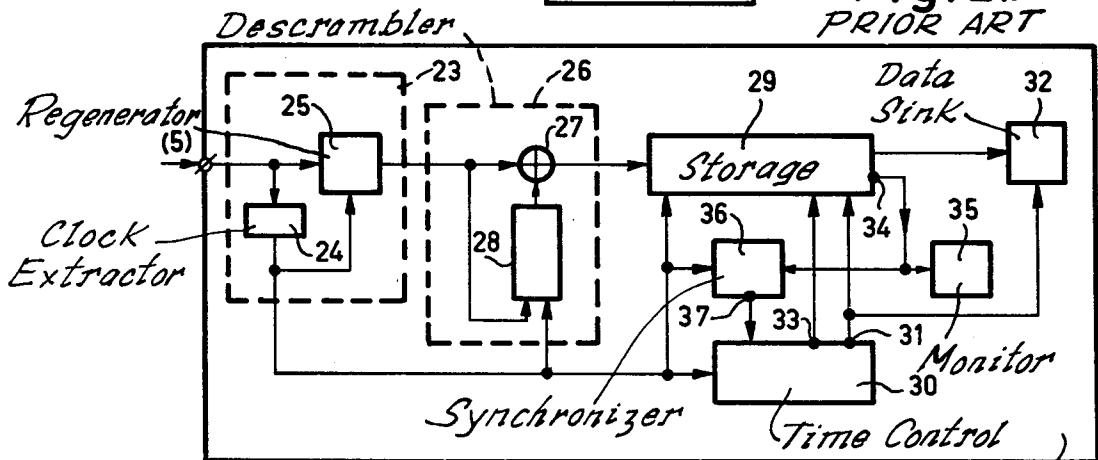 PRIOR ART
Descrambler
23
26
Data
Sink
32
Regenerator
(5)
25
27
29
Storage
34
Clock
Extractor
24
28
36
35
37
33
31
Monitor
30
Synchronizer
Time Control